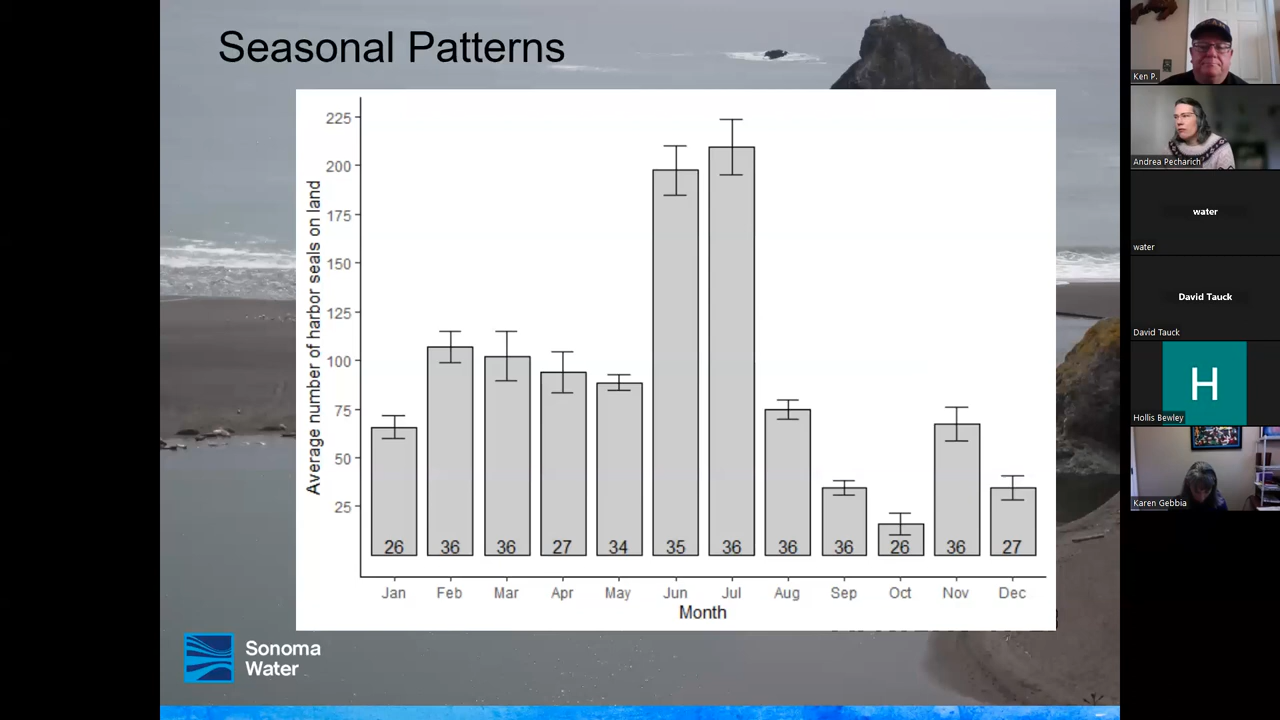 Seasonal Patterns
Average number of harbor seals on land
225
200
175
150
125
100
75
50
25
26 36 36 27 34 35 36 36 36 26 36 27
Jan Feb Mar Apr May Jun Jul Aug Sep Oct Nov Dec
Month
Sonoma
Water
Ken P.
Andrea Pecharich
water
water
David Tauck
David Tauck
H
Hollis Bewley
Karen Gebbia